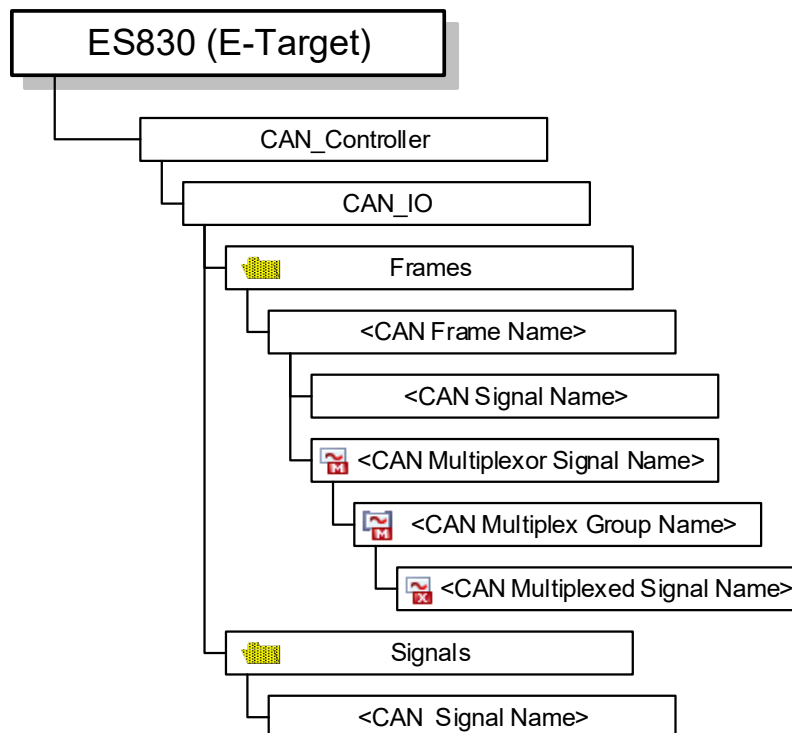 ES830 (E-Target)
CAN_Controller
CAN_IO
Frames
<CAN Frame Name>
<CAN Signal Name>
M <CAN Multiplexor Signal Name>
M <CAN Multiplex Group Name>
X <CAN Multiplexed Signal Name>
Signals
<CAN Signal Name>